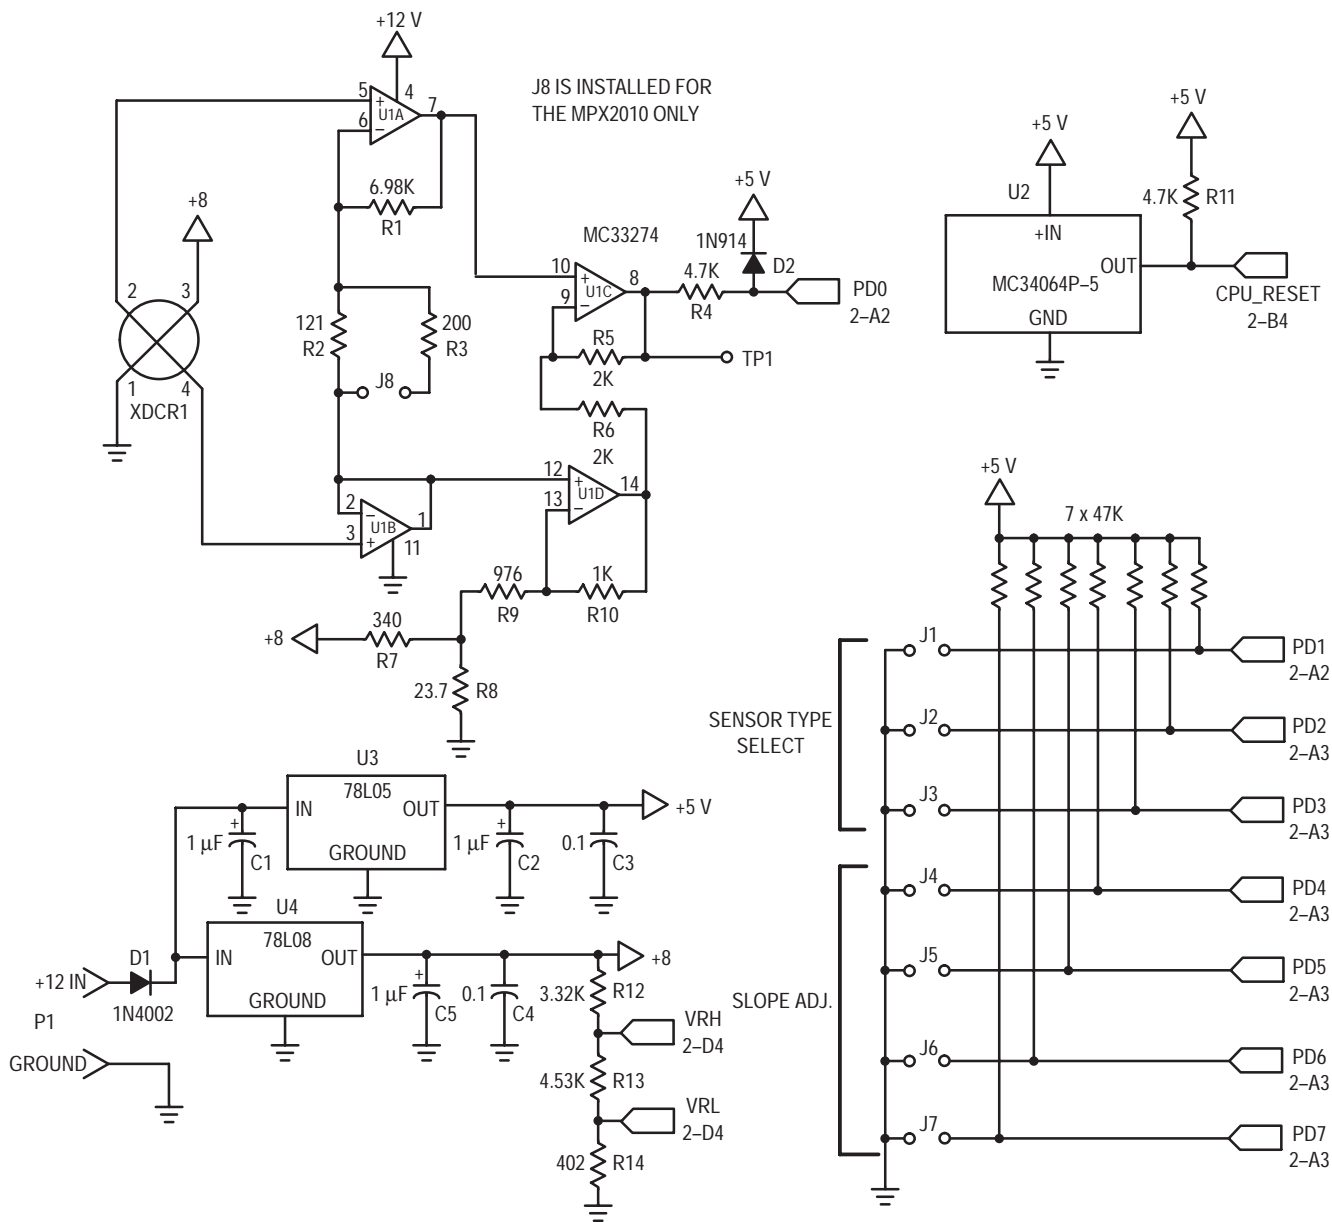 +12 V
J8 IS INSTALLED FOR
THE MPX2010 ONLY
5
4
+
U1A
7
6
−
6.98K
R1
+8
2
3
1
4
XDCR1
121
R2
200
R3
J8
MC33274
10
+
U1C
8
9
−
4.7K
R4
+5 V
1N914
D2
PD0
2–A2
R5
2K
TP1
R6
2K
12
+
U1D
14
13
−
2
−
U1B
1
3
+
11
976
R9
1K
R10
+8
340
R7
23.7
R8
+5 V
U2
+IN
MC34064P–5
OUT
GND
+5 V
4.7K
R11
CPU_RESET
2–B4
+5 V
7 x 47K
SENSOR TYPE
SELECT
J1
PD1
2–A2
J2
PD2
2–A3
J3
PD3
2–A3
SLOPE ADJ.
J4
PD4
2–A3
J5
PD5
2–A3
J6
PD6
2–A3
J7
PD7
2–A3
U3
78L05
IN
OUT
GROUND
+
1 µF
C1
+
1 µF
C2
0.1
C3
+5 V
U4
78L08
IN
OUT
GROUND
+12 IN
D1
1N4002
P1
GROUND
+
1 µF
C5
0.1
C4
+8
3.32K
R12
VRH
2–D4
4.53K
R13
VRL
2–D4
402
R14